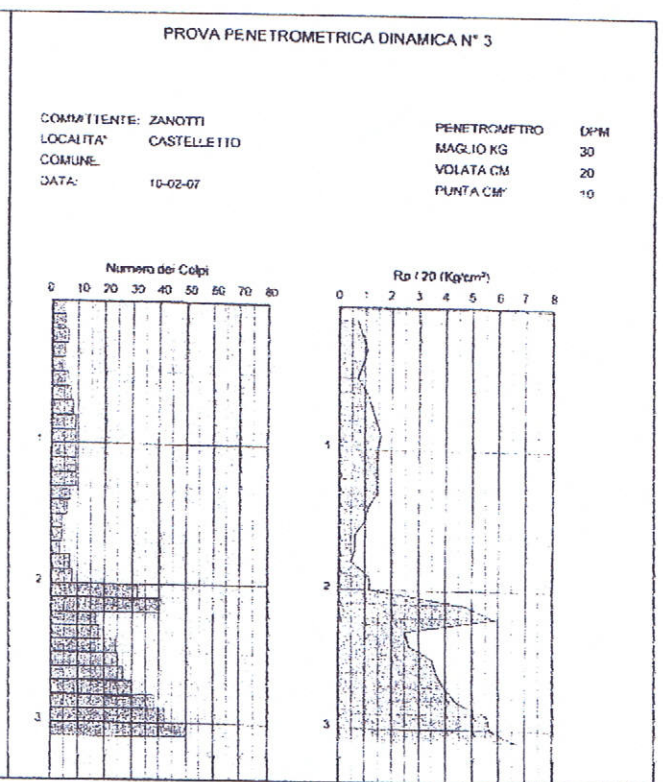 PROVA PENETROMETRICA DINAMICA N° 3
COMMITTENTE: ZANOTTI
LOCALITA' CASTELLETTO
COMUNE:
DATA: 10-02-07
PENETROMETRO DPM
MAGLIO KG 30
VOLATA CM 20
PUNTA CM² 10
Numero dei Colpi
0 10 20 30 40 50 60 70 80
1
2
3
Rp / 20 (Kg/cm²)
0 1 2 3 4 5 6 7 8
1
2
3